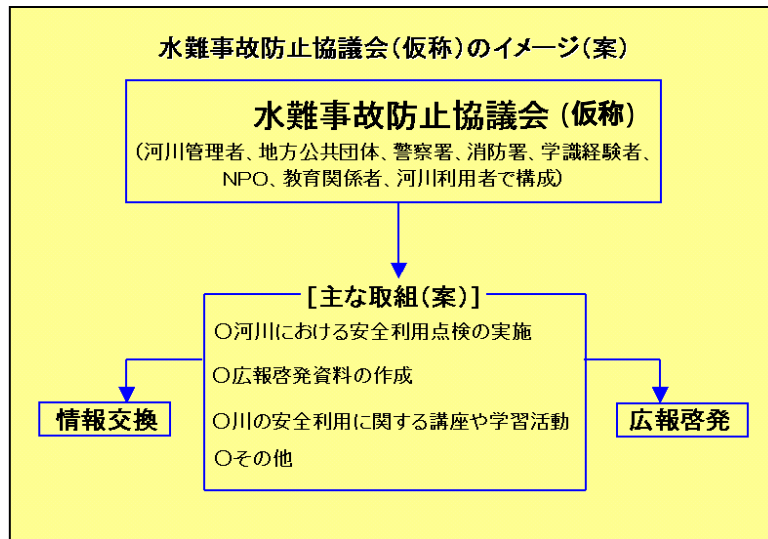 水難事故防止協議会(仮称)のイメージ(案)
水難事故防止協議会(仮称)
(河川管理者、地方公共団体、警察署、消防署、学識経験者、
NPO、教育関係者、河川利用者で構成)
[主な取組(案)]
○河川における安全利用点検の実施
○広報啓発資料の作成
○川の安全利用に関する講座や学習活動
○その他
情報交換
広報啓発